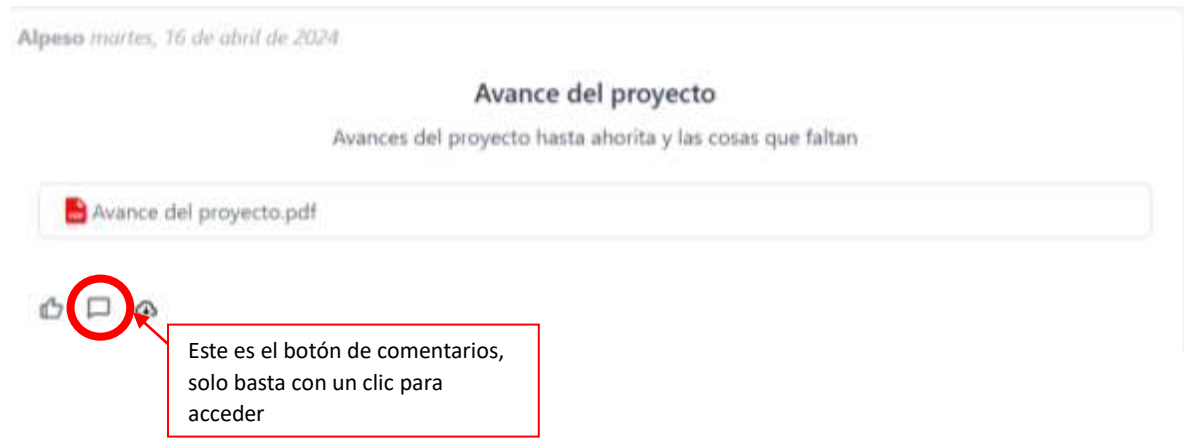 Alpeso martes, 16 de abril de 2024
Avance del proyecto
Avances del proyecto hasta ahorita y las cosas que faltan
Avance del proyecto.pdf
Este es el botón de comentarios,
solo basta con un clic para
acceder